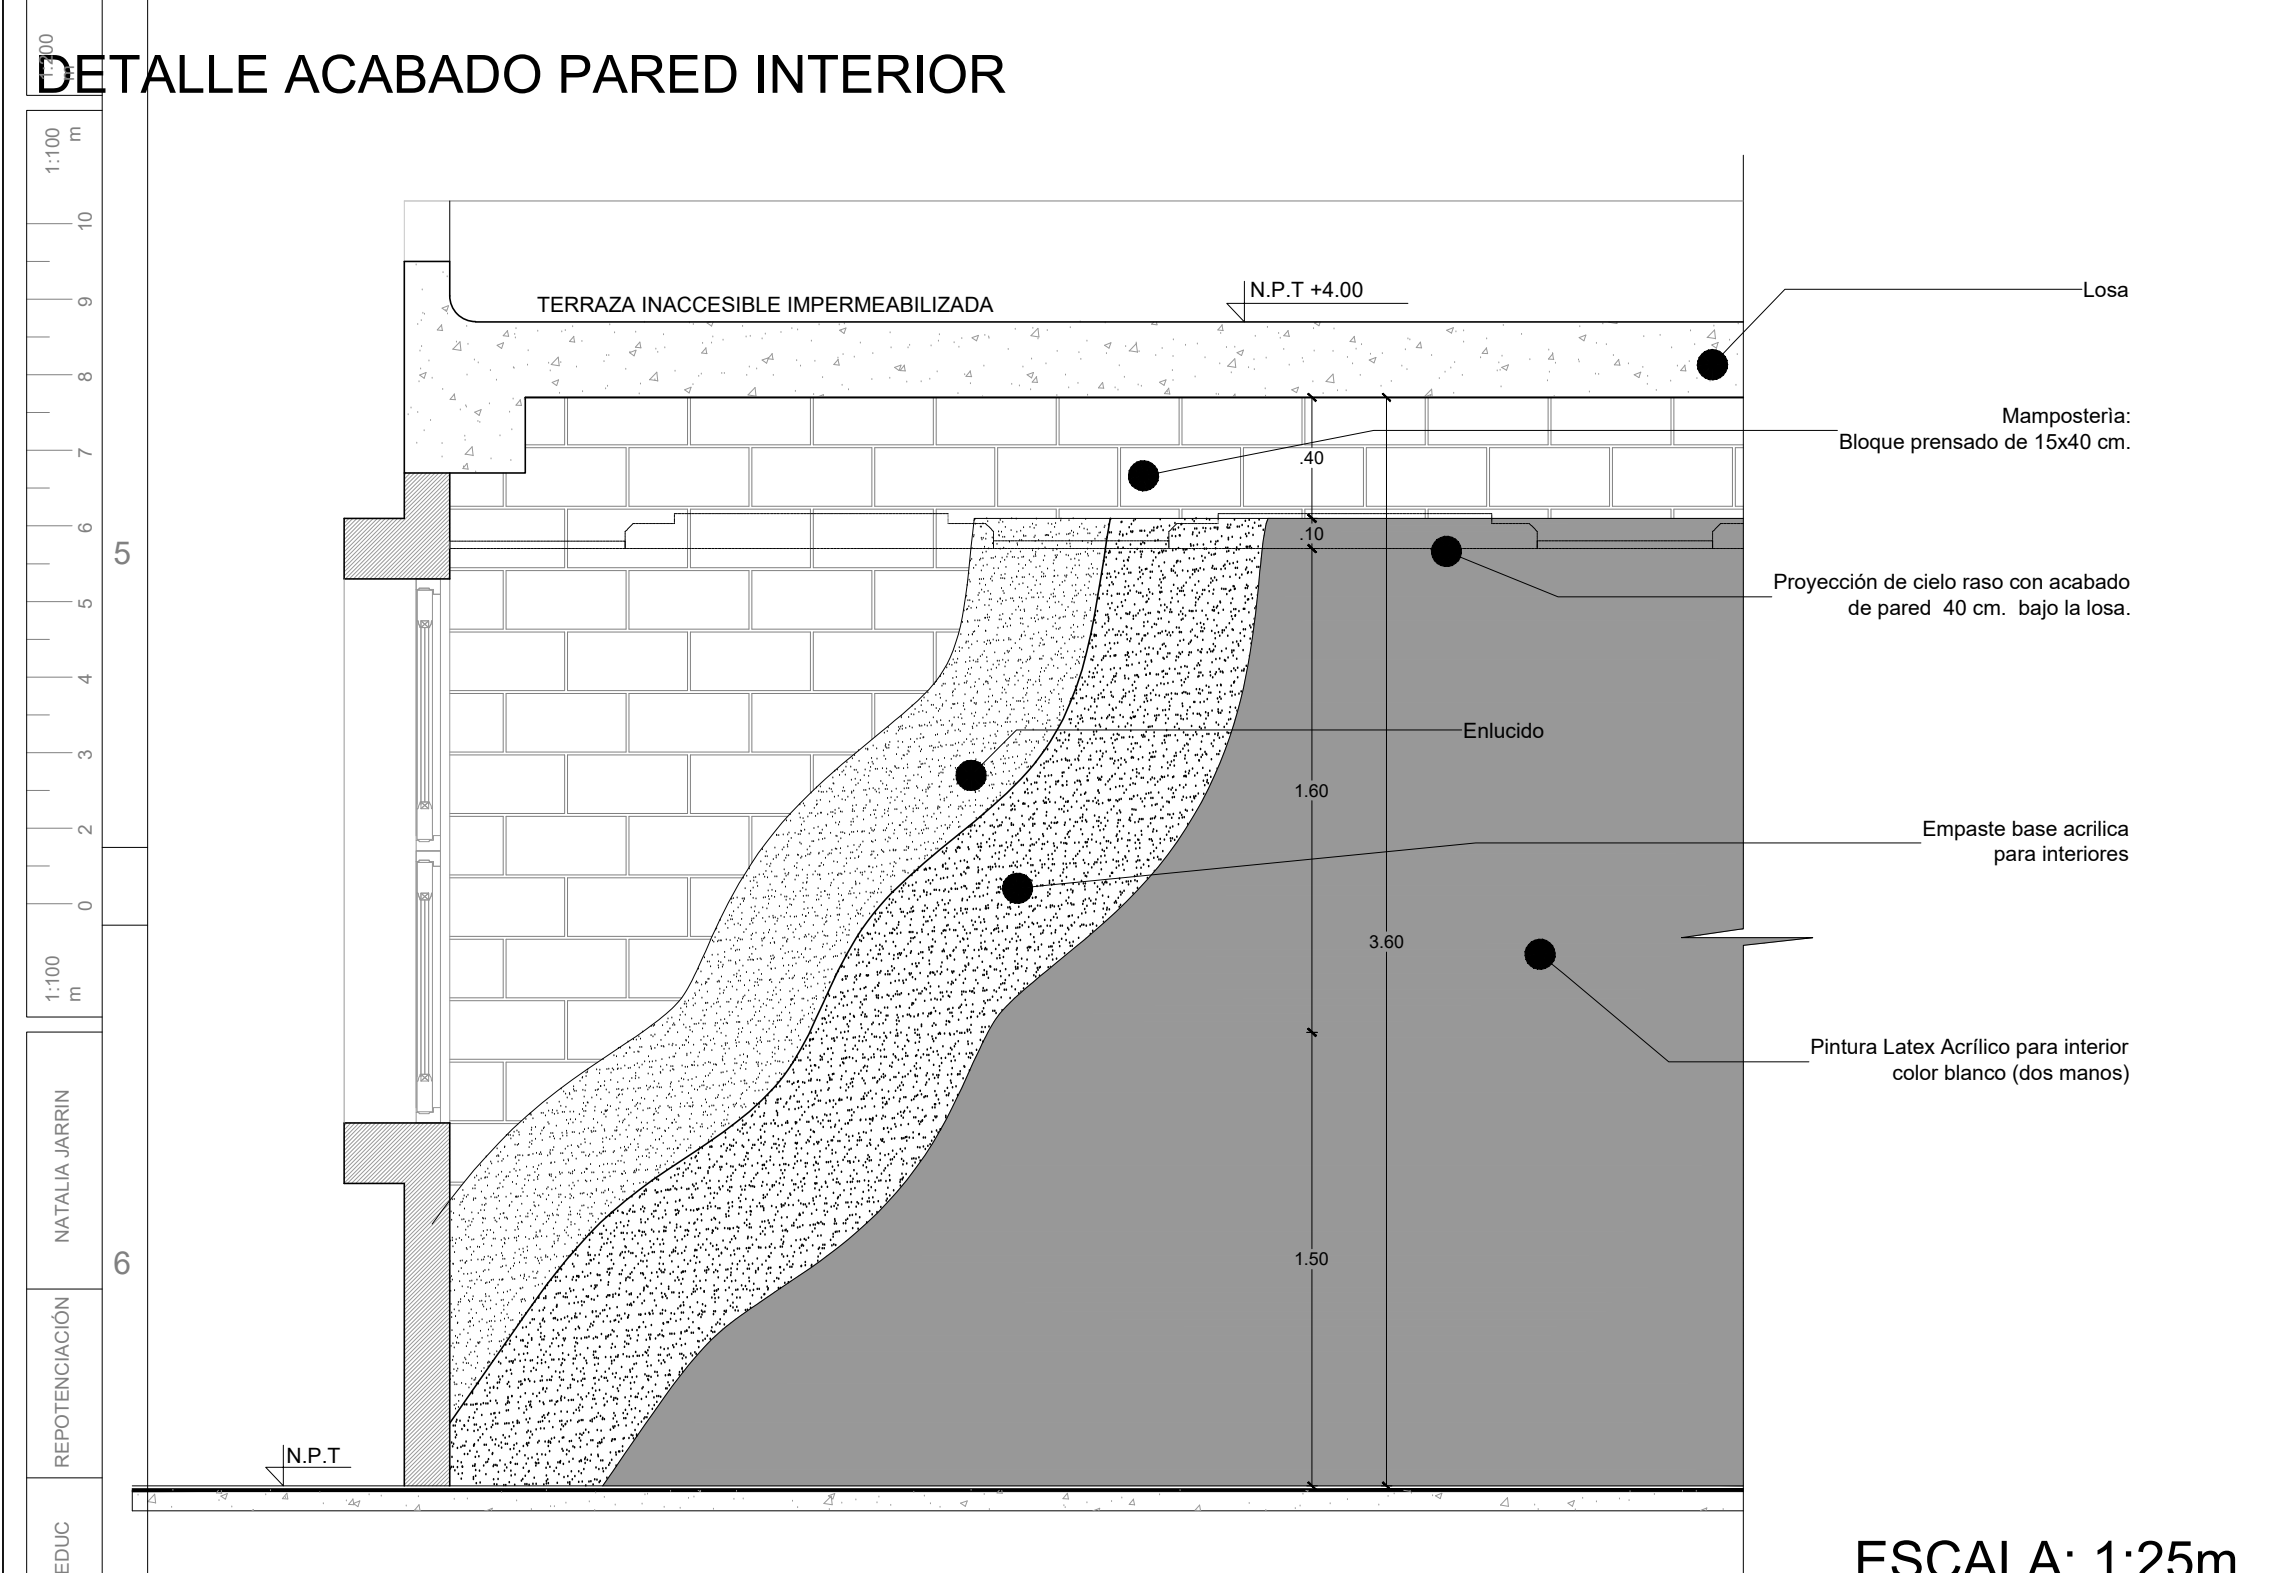 DETALLE ACABADO PARED INTERIOR
1:200
m
1:100
m
10
9
8
7
6
5
4
3
2
1
0
1:100
m
NATALIA JARRIN
REPOTENCIACIÓN
EDUC
5
6
TERRAZA INACCESIBLE IMPERMEABILIZADA
N.P.T +4.00
Losa
Mamposterìa:
Bloque prensado de 15x40 cm.
.40
.10
Proyección de cielo raso con acabado
de pared 40 cm. bajo la losa.
Enlucido
1.60
Empaste base acrilica
para interiores
3.60
Pintura Latex Acrílico para interior
color blanco (dos manos)
1.50
N.P.T
ESCALA: 1:25m